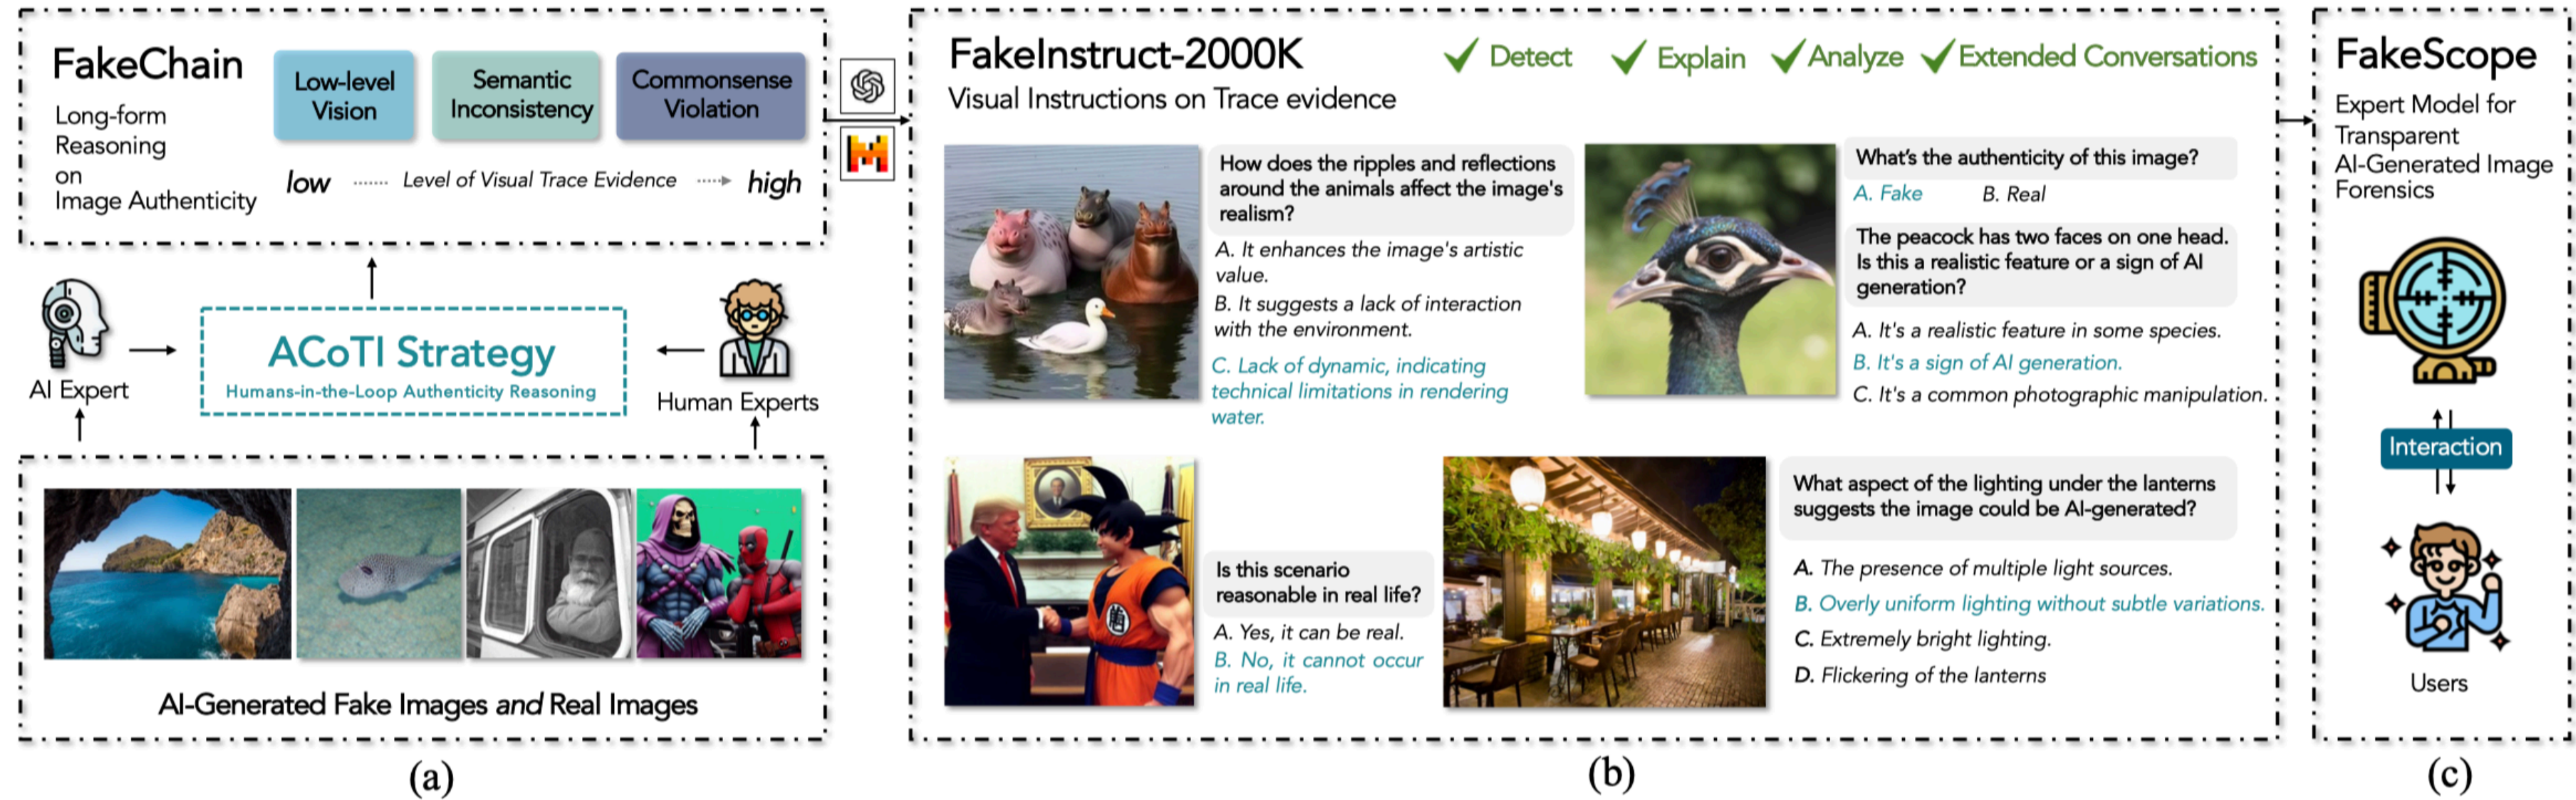 FakeChain
Long-form
Reasoning
on
Image Authenticity
Low-level
Vision
Semantic
Inconsistency
Commonsense
Violation
low Level of Visual Trace Evidence high
AI Expert
ACoTI Strategy
Humans-in-the-Loop Authenticity Reasoning
Human Experts
AI-Generated Fake Images and Real Images
(a)
FakeInstruct-2000K
Visual Instructions on Trace evidence
Detect
Explain
Analyze
Extended Conversations
How does the ripples and reflections
around the animals affect the image's
realism?
A. It enhances the image's artistic
value.
B. It suggests a lack of interaction
with the environment.
C. Lack of dynamic, indicating
technical limitations in rendering
water.
What's the authenticity of this image?
A. Fake B. Real
The peacock has two faces on one head.
Is this a realistic feature or a sign of AI
generation?
A. It's a realistic feature in some species.
B. It's a sign of AI generation.
C. It's a common photographic manipulation.
Is this scenario
reasonable in real life?
A. Yes, it can be real.
B. No, it cannot occur
in real life.
What aspect of the lighting under the lanterns
suggests the image could be AI-generated?
A. The presence of multiple light sources.
B. Overly uniform lighting without subtle variations.
C. Extremely bright lighting.
D. Flickering of the lanterns
(b)
FakeScope
Expert Model for
Transparent
AI-Generated Image
Forensics
Interaction
Users
(c)